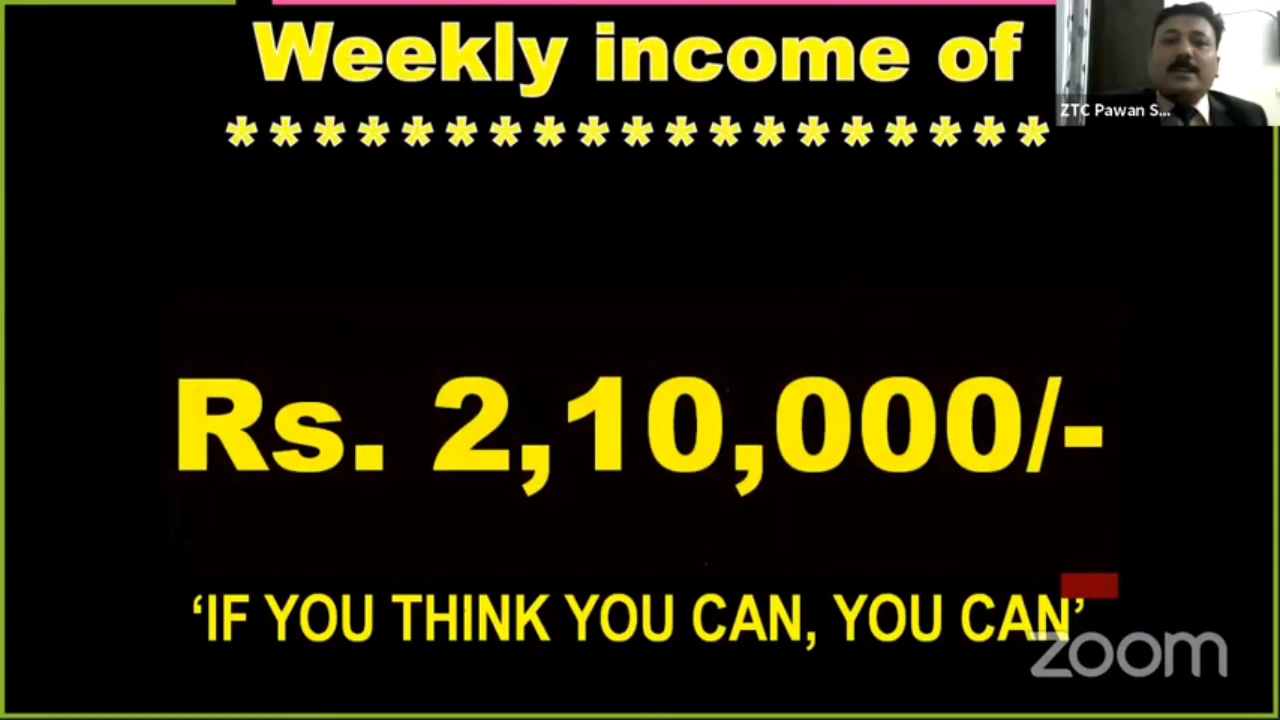 Weekly income of
* * * * * * * * * * * * * * * * * * *
ZTC Pawan S...
Rs. 2,10,000/-
‘IF YOU THINK YOU CAN, YOU CAN’
zoom